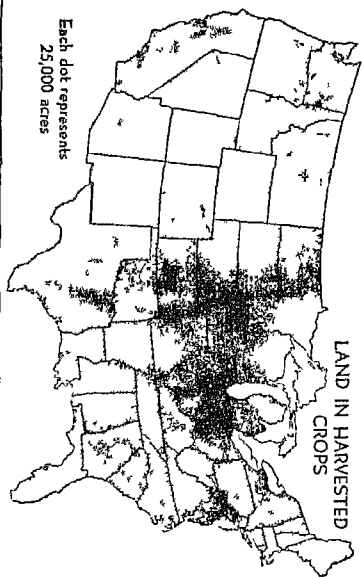 LAND IN HARVESTED
CROPS
Each dot represents
25,000 acres